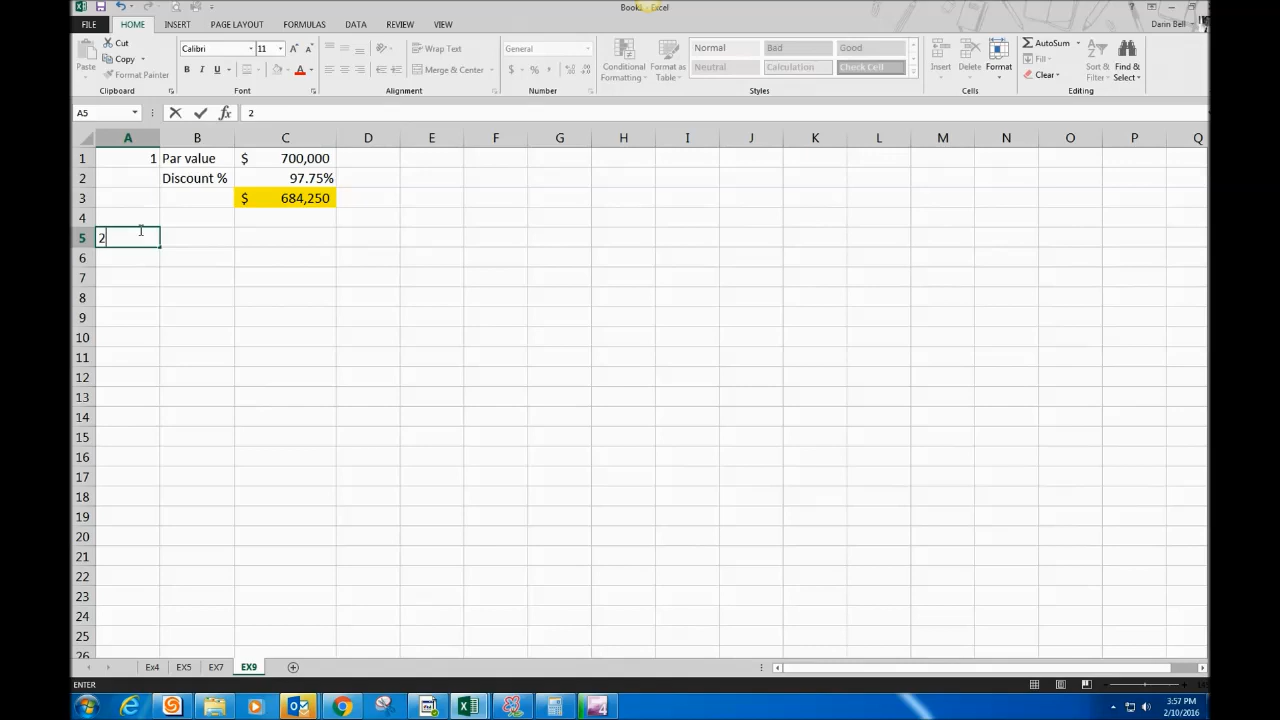 Book1 - Excel
FILE HOME INSERT PAGE LAYOUT FORMULAS DATA REVIEW VIEW Darin Bell
Cut
Copy
Format Painter
Paste
Clipboard
Calibri 11
B I U A
Font
Wrap Text
Merge & Center
Alignment
General
$ % ,
Number
Conditional Formatting
Format as Table
Normal Bad Good
Neutral Calculation Check Cell
Styles
Insert Delete Format
Cells
AutoSum
Fill
Clear
Sort & Filter
Find & Select
Editing
A5 fx 2
A B C D E F G H I J K L M N O P Q
1 1 Par value $ 700,000
2 Discount % 97.75%
3 $ 684,250
4
5 2
6
7
8
9
10
11
12
13
14
15
16
17
18
19
20
21
22
23
24
25
26
Ex4 EX5 EX7 EX9
ENTER
3:57 PM
2/10/2016